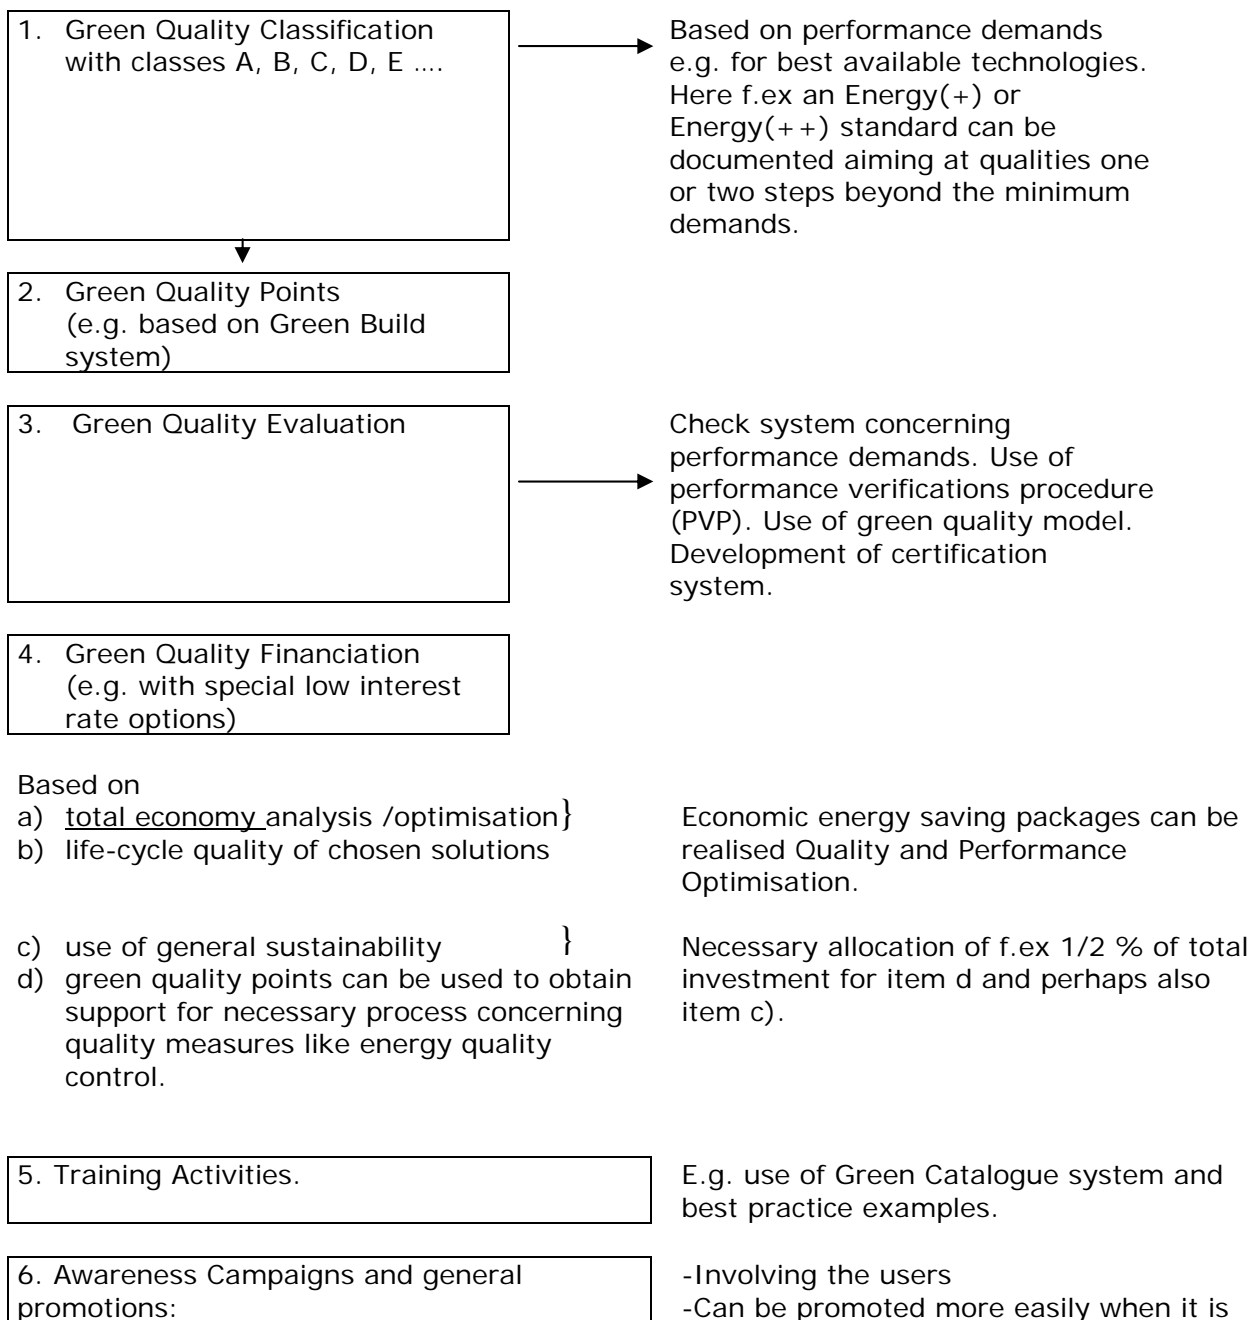 1. Green Quality Classification
with classes A, B, C, D, E ....
Based on performance demands
e.g. for best available technologies.
Here f.ex an Energy(+) or
Energy(++) standard can be
documented aiming at qualities one
or two steps beyond the minimum
demands.
2. Green Quality Points
(e.g. based on Green Build
system)
3. Green Quality Evaluation
Check system concerning
performance demands. Use of
performance verifications procedure
(PVP). Use of green quality model.
Development of certification
system.
4. Green Quality Financiation
(e.g. with special low interest
rate options)
Based on
a) total economy analysis /optimisation}
b) life-cycle quality of chosen solutions
Economic energy saving packages can be
realised Quality and Performance
Optimisation.
c) use of general sustainability }
d) green quality points can be used to obtain
support for necessary process concerning
quality measures like energy quality
control.
Necessary allocation of f.ex 1/2 % of total
investment for item d and perhaps also
item c).
5. Training Activities.
E.g. use of Green Catalogue system and
best practice examples.
6. Awareness Campaigns and general
promotions:
-Involving the users
-Can be promoted more easily when it is